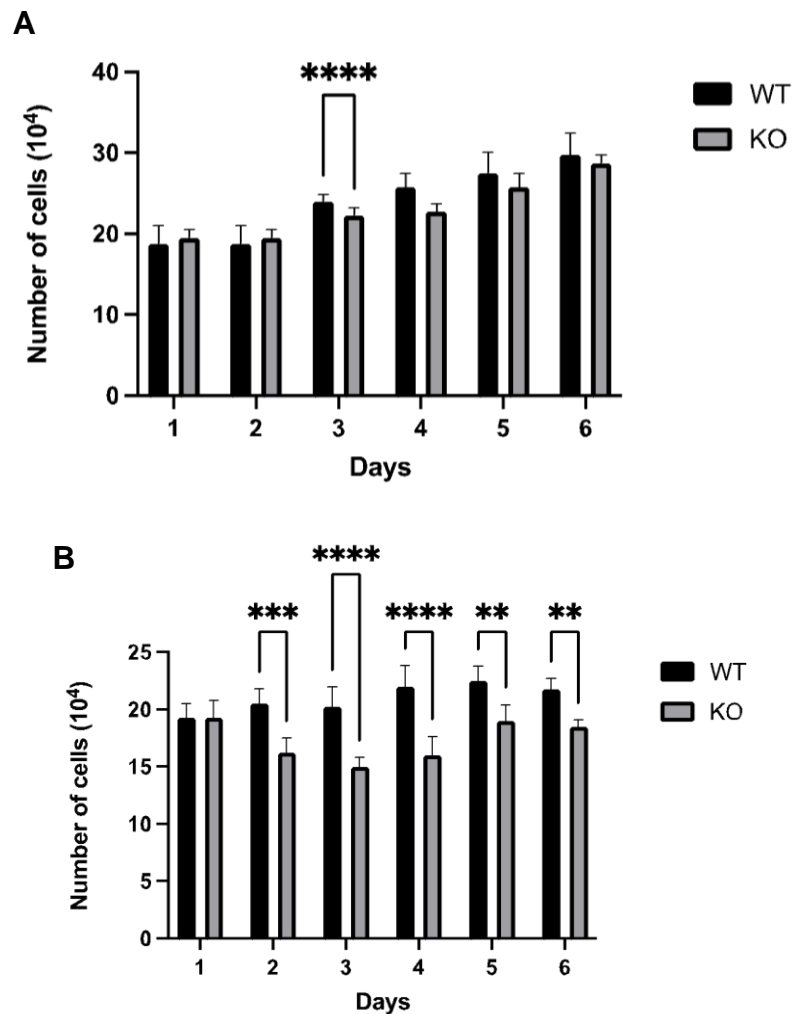 A
40
30
20
10
0
Number of cells (10⁴)
****
WT
KO
1 2 3 4 5 6
Days
B
25
20
15
10
5
0
Number of cells (10⁴)
*** **** **** ** **
WT
KO
1 2 3 4 5 6
Days